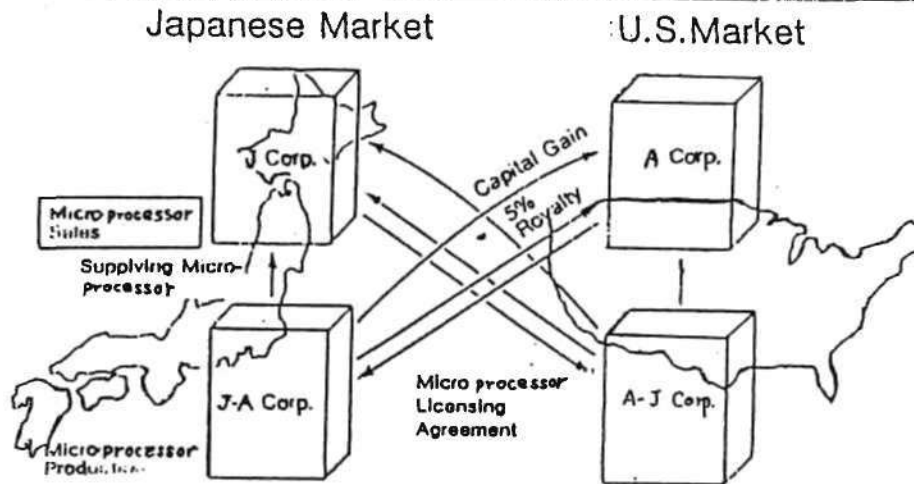 Japanese Market
U.S.Market
J Corp.
A Corp.
Capital Gain
5%
Royalty
Micro processor
Sales
Supplying Micro-
processor
J-A Corp.
A-J Corp.
Micro processor
Licensing
Agreement
Micro processor